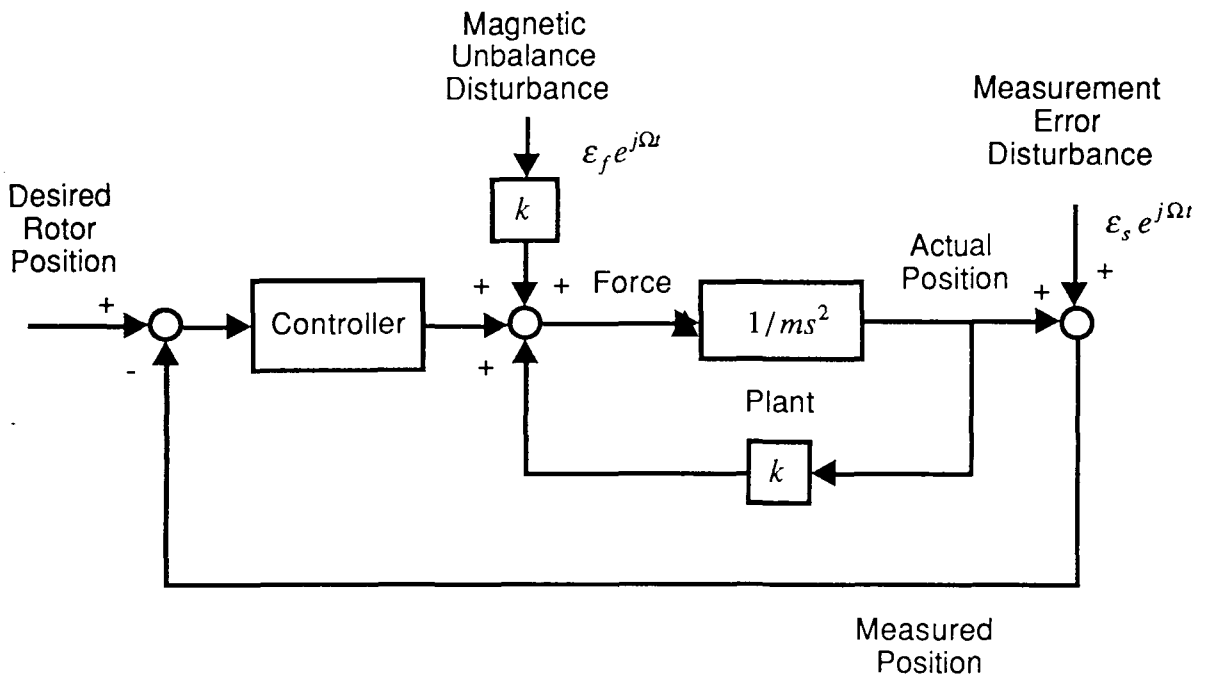 Magnetic
Unbalance
Disturbance
ε_f e^{jΩt}
k
Measurement
Error
Disturbance
ε_s e^{jΩt}
+
Desired
Rotor
Position
+
-
Controller
+
+
+
Force
1/ms²
Plant
k
Actual
Position
+
Measured
Position